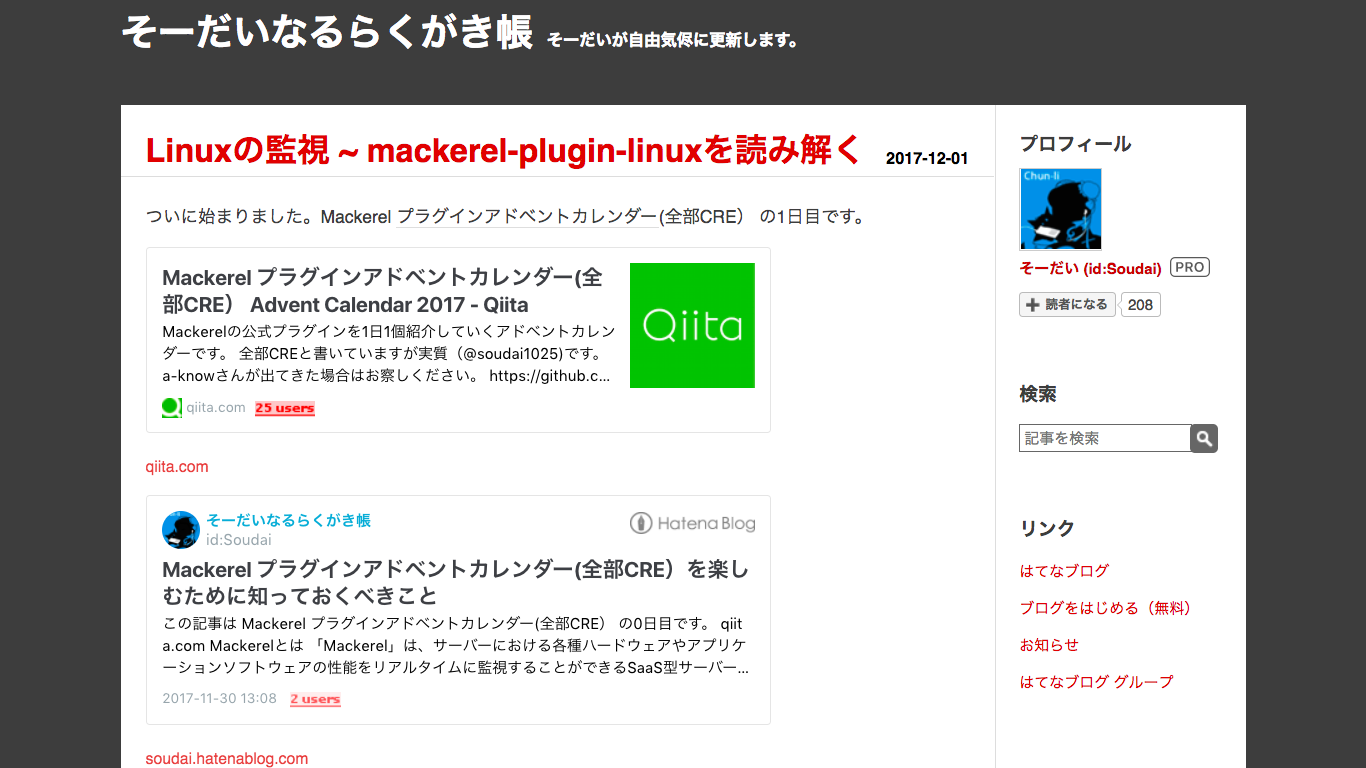 そーだいなるらくがき帳 そーだいが自由気侭に更新します。
Linuxの監視 ~ mackerel-plugin-linuxを読み解く 2017-12-01
ついに始まりました。Mackerel プラグインアドベントカレンダー(全部CRE） の1日目です。
Mackerel プラグインアドベントカレンダー(全
部CRE） Advent Calendar 2017 - Qiita
Mackerelの公式プラグインを1日1個紹介していくアドベントカレン
ダーです。 全部CREと書いていますが実質（@soudai1025)です。
a-knowさんが出てきた場合はお察しください。 https://github.c...
Qiita
qiita.com 25 users
qiita.com
そーだいなるらくがき帳
id:Soudai
Hatena Blog
Mackerel プラグインアドベントカレンダー(全部CRE）を楽し
むために知っておくべきこと
この記事は Mackerel プラグインアドベントカレンダー(全部CRE） の0日目です。 qiit
a.com Mackerelとは 「Mackerel」は、サーバーにおける各種ハードウェアやアプリケ
ーションソフトウェアの性能をリアルタイムに監視することができるSaaS型サーバー...
2017-11-30 13:08 2 users
soudai.hatenablog.com
プロフィール
Chun-li
そーだい (id:Soudai) PRO
読者になる 208
検索
記事を検索
リンク
はてなブログ
ブログをはじめる（無料）
お知らせ
はてなブログ グループ